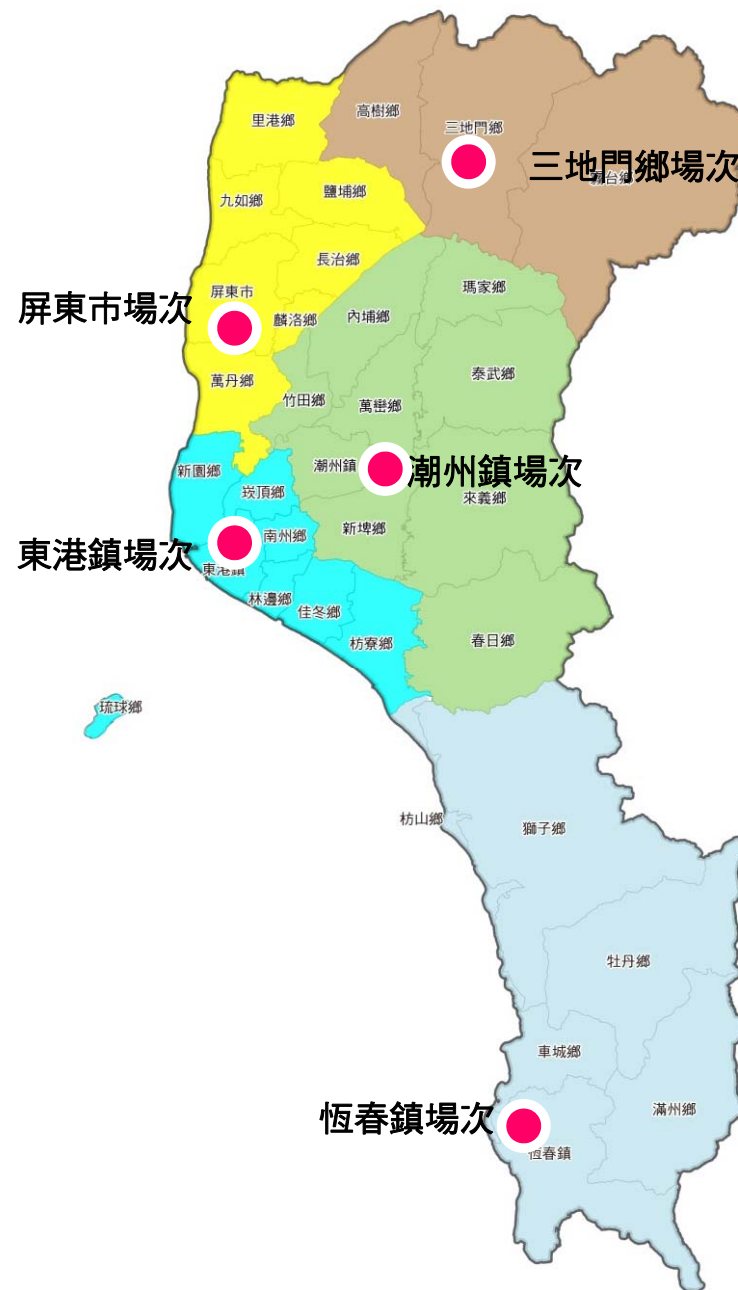 高樹鄉
里港鄉
三地門鄉
三地門鄉場次
霧台鄉
鹽埔鄉
九如鄉
長治鄉
瑪家鄉
屏東市
屏東市場次
麟洛鄉
內埔鄉
泰武鄉
萬丹鄉
竹田鄉
萬巒鄉
潮州鎮
潮州鎮場次
新園鄉
崁頂鄉
來義鄉
新埤鄉
南州鄉
東港鎮場次
東港鎮
林邊鄉
佳冬鄉
枋寮鄉
春日鄉
琉球鄉
枋山鄉
獅子鄉
牡丹鄉
車城鄉
滿州鄉
恆春鎮場次
恆春鎮